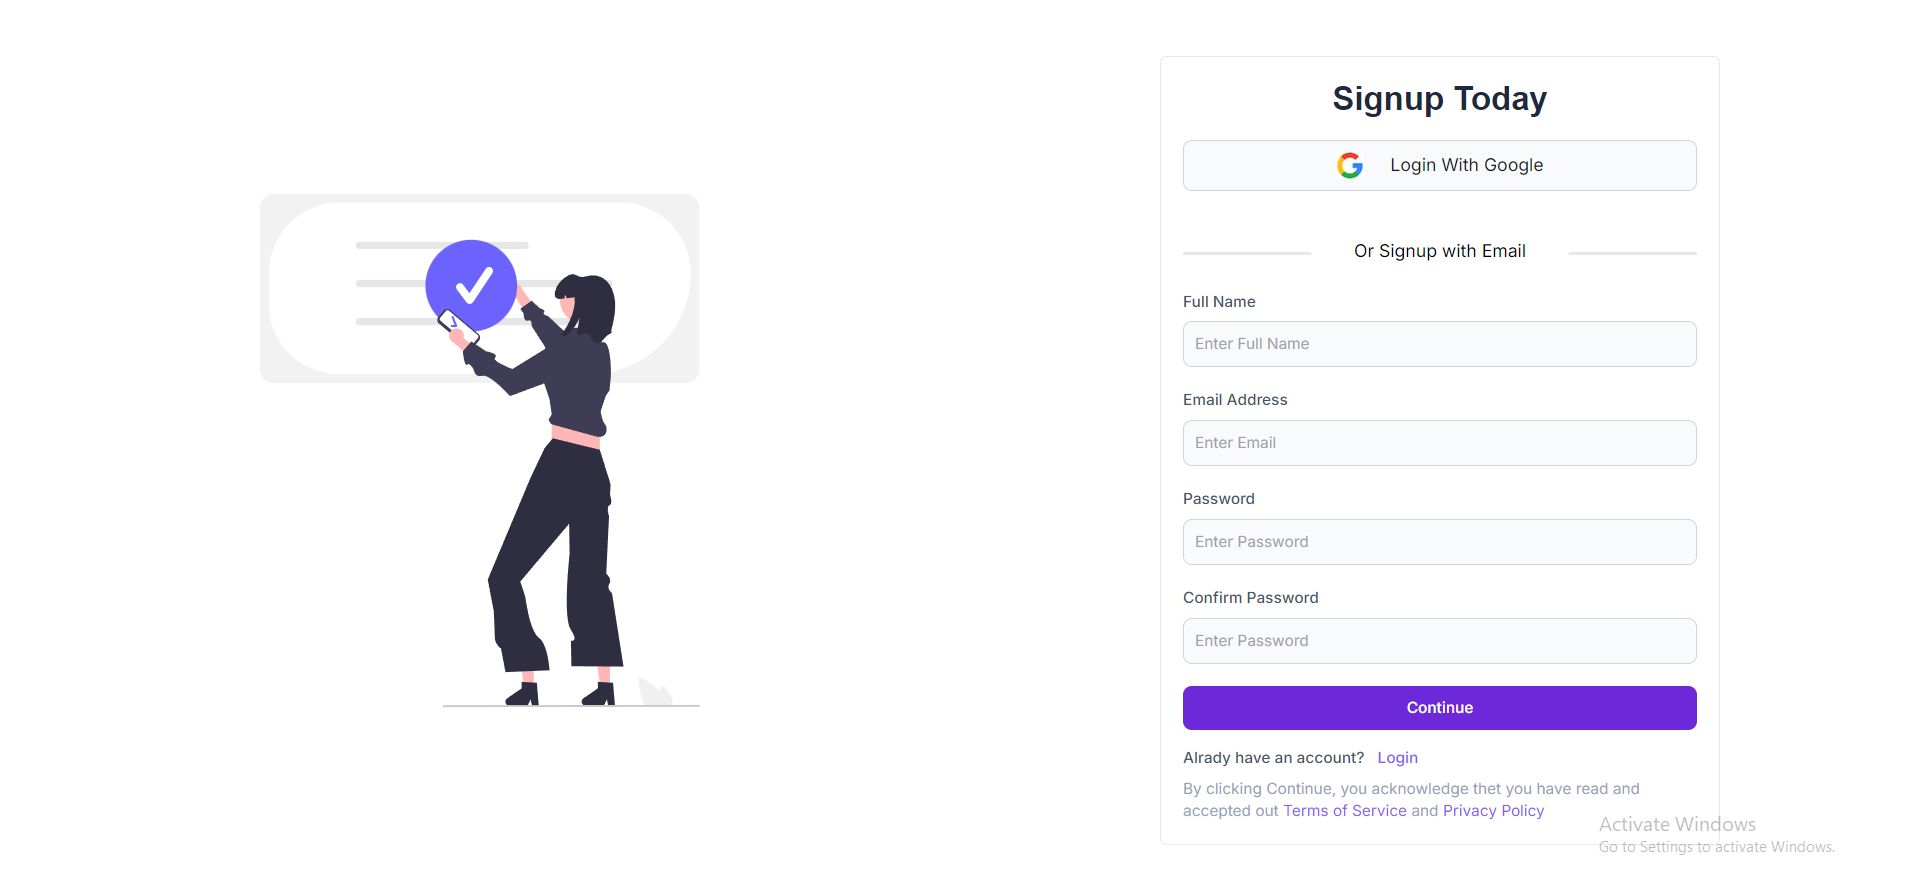 Signup Today
Login With Google
Or Signup with Email
Full Name
Enter Full Name
Email Address
Enter Email
Password
Enter Password
Confirm Password
Enter Password
Continue
Alrady have an account? Login
By clicking Continue, you acknowledge thet you have read and
accepted out Terms of Service and Privacy Policy
Activate Windows
Go to Settings to activate Windows.